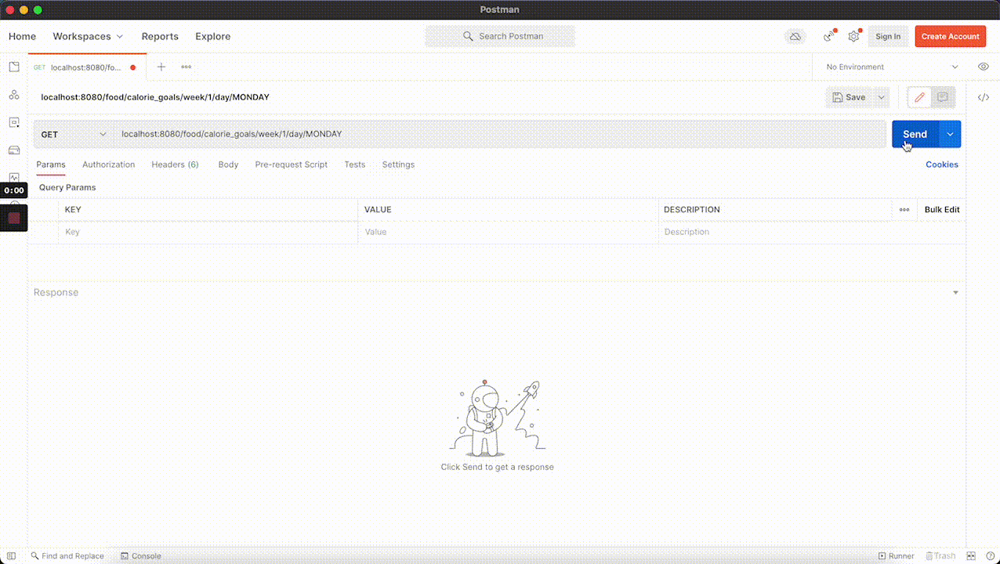 Postman
Home Workspaces Reports Explore Search Postman Sign In Create Account
GET localhost:8080/fo... No Environment
localhost:8080/food/calorie_goals/week/1/day/MONDAY Save
GET localhost:8080/food/calorie_goals/week/1/day/MONDAY Send
Params Authorization Headers (6) Body Pre-request Script Tests Settings Cookies
0:00
Query Params
KEY VALUE DESCRIPTION Bulk Edit
Key Value Description
Response
Click Send to get a response
Find and Replace Console Runner Trash